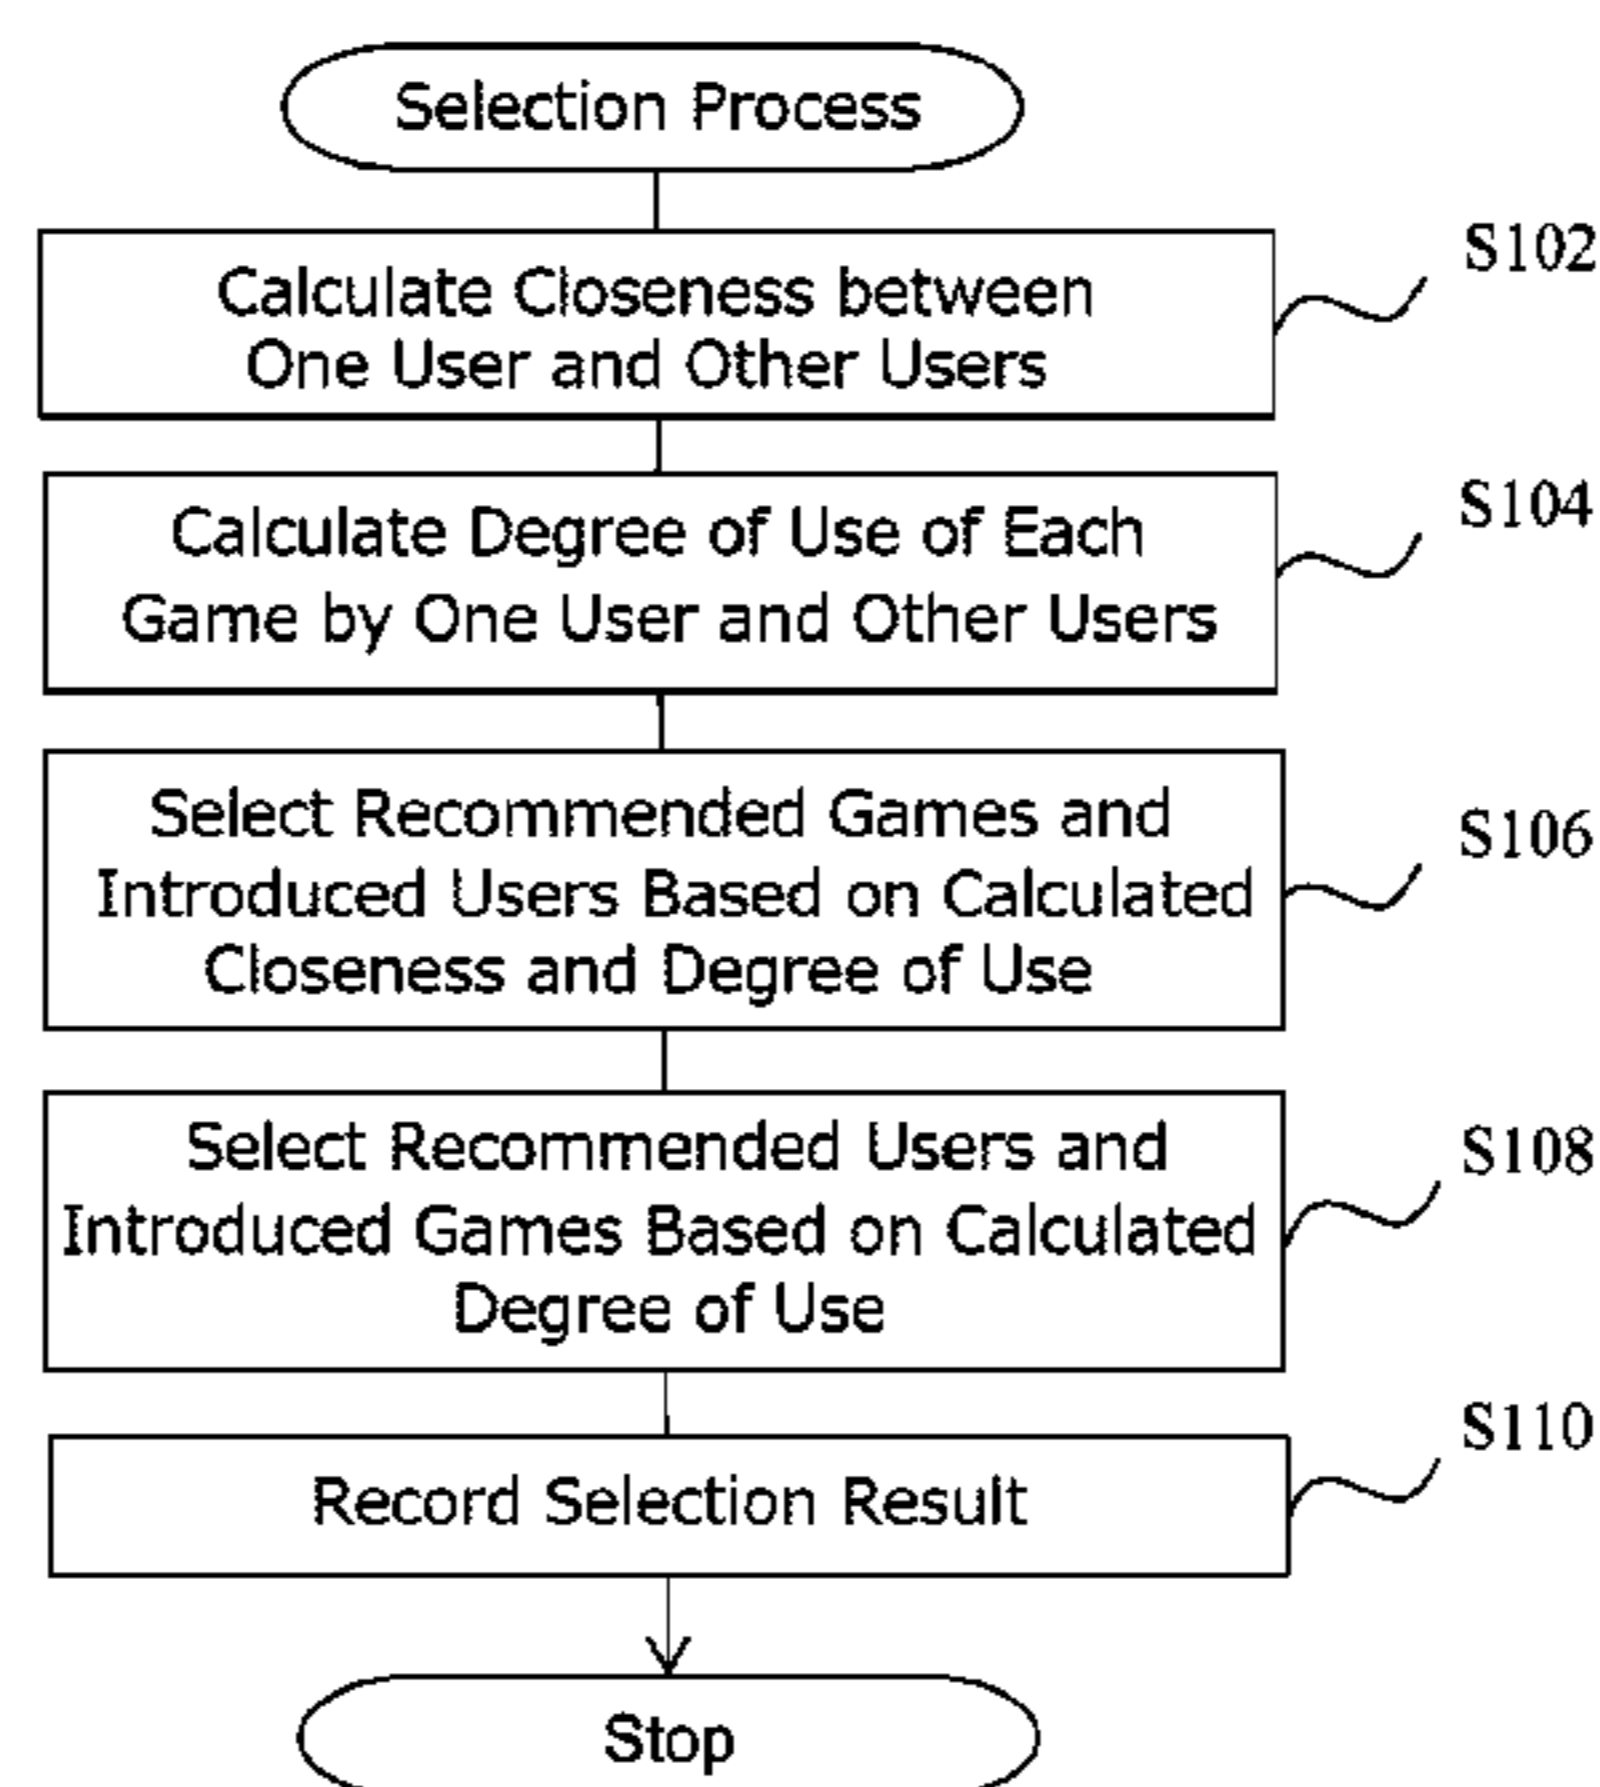 Selection Process
S102
Calculate Closeness between
One User and Other Users
S104
Calculate Degree of Use of Each
Game by One User and Other Users
S106
Select Recommended Games and
Introduced Users Based on Calculated
Closeness and Degree of Use
S108
Select Recommended Users and
Introduced Games Based on Calculated
Degree of Use
S110
Record Selection Result
Stop